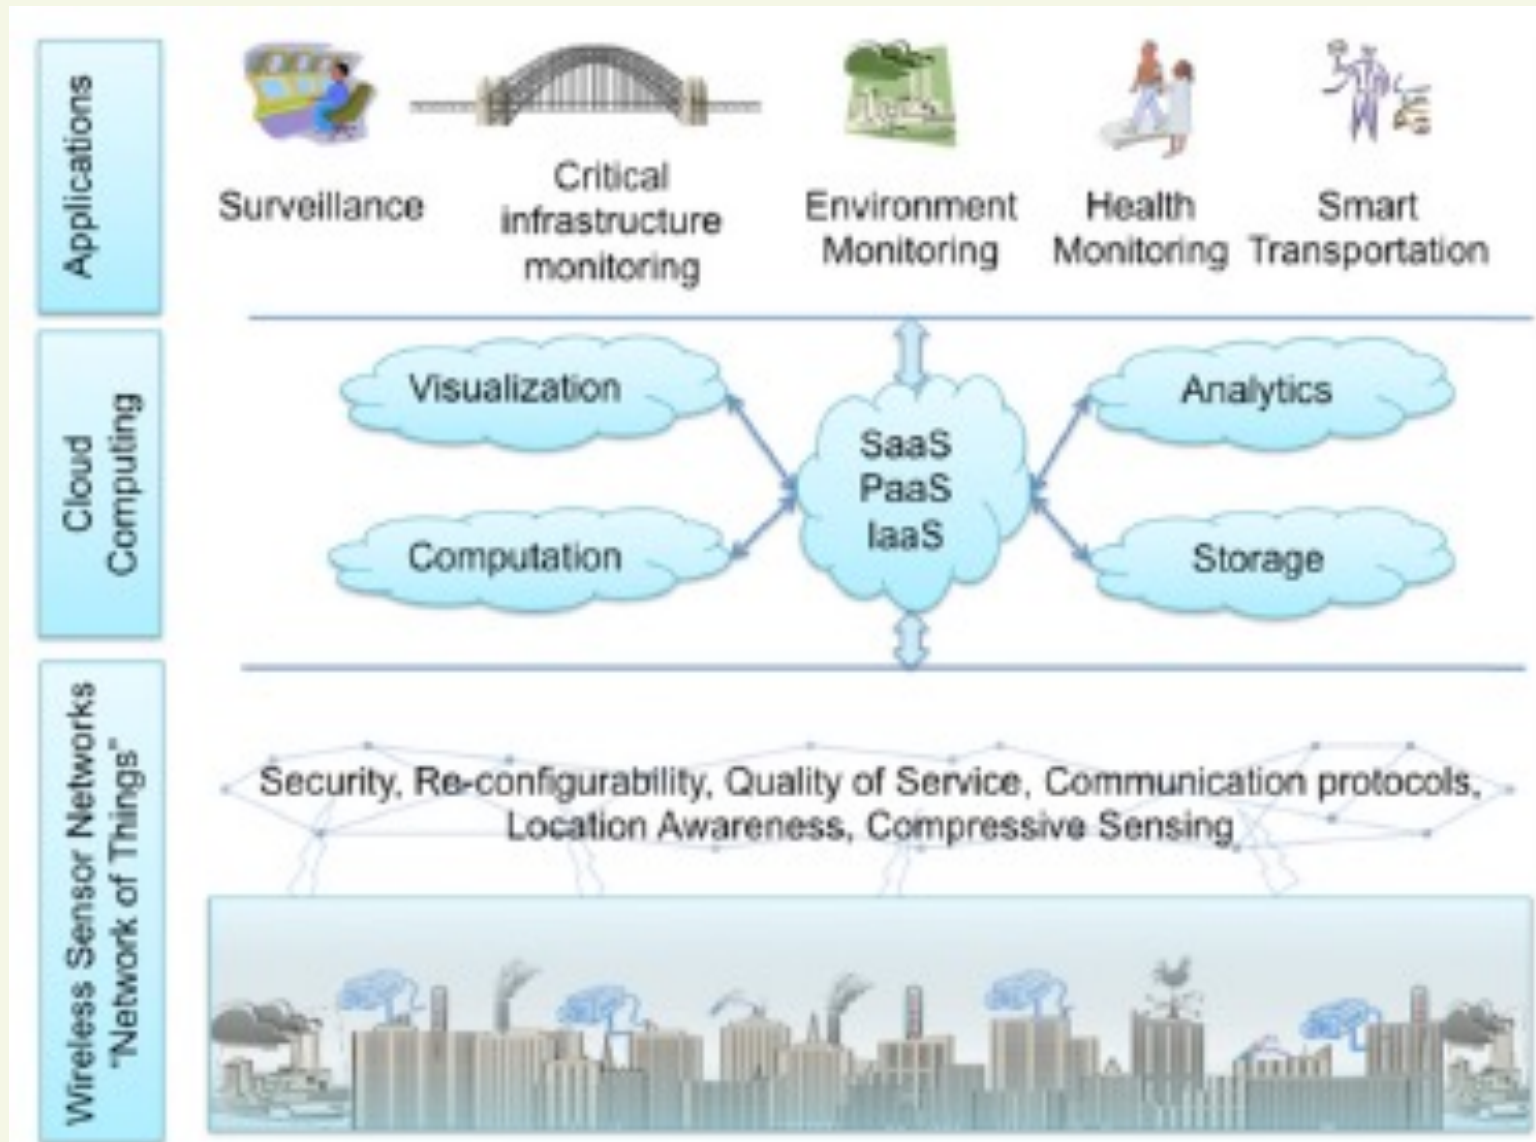 Applications
Surveillance
Critical
infrastructure
monitoring
Environment
Monitoring
Health
Monitoring
Smart
Transportation
Cloud
Computing
Visualization
Computation
SaaS
PaaS
IaaS
Analytics
Storage
Wireless Sensor Networks
"Network of Things"
Security, Re-configurability, Quality of Service, Communication protocols,
Location Awareness, Compressive Sensing